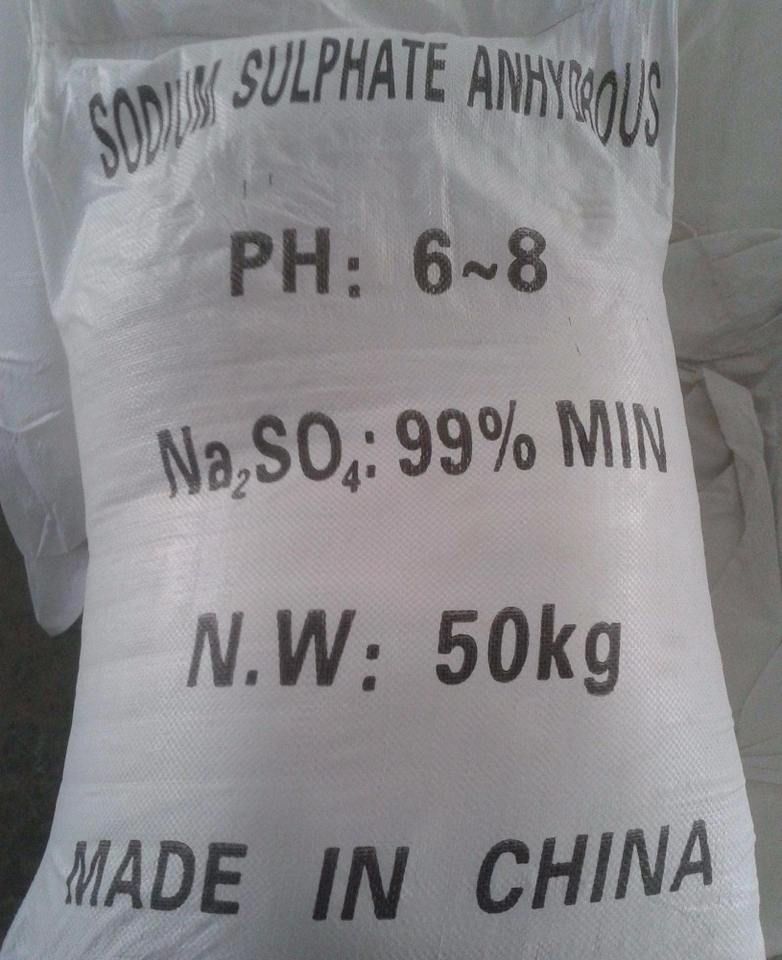 SODIUM SULPHATE ANHYDROUS
PH: 6~8
Na₂SO₄: 99% MIN
N.W: 50kg
MADE IN CHINA